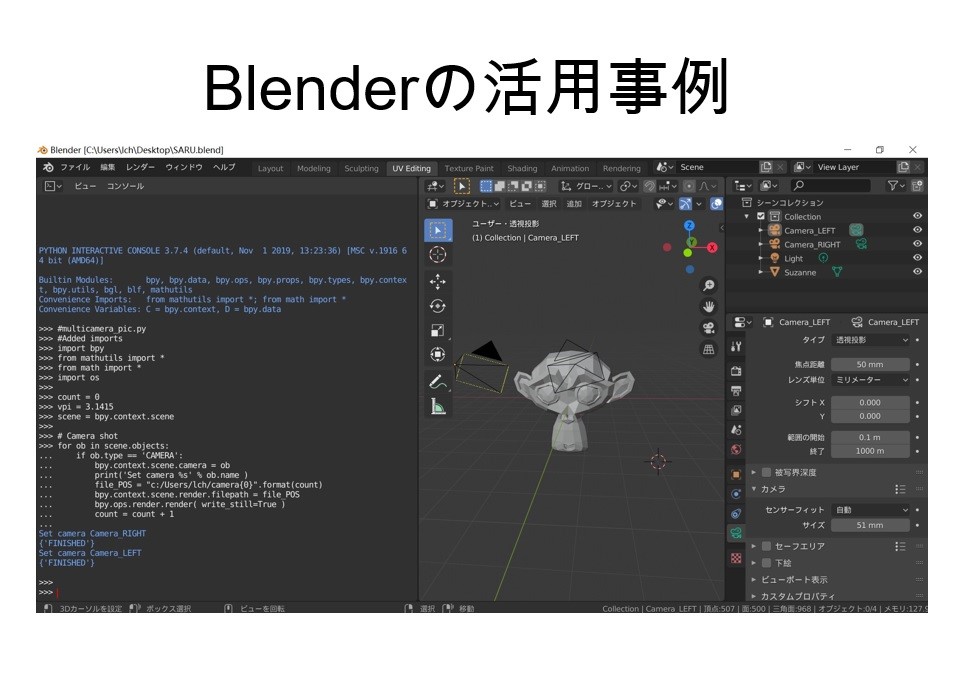 Blenderの活用事例
Blender [C:\Users\lch\Desktop\SARU.blend]
ファイル 編集 レンダー ウィンドウ ヘルプ Layout Modeling Sculpting UV Editing Texture Paint Shading Animation Rendering Scene View Layer
ビュー コンソール
グロー..
オブジェクト.. ビュー 選択 追加 オブジェクト
ユーザー・透視投影
(1) Collection | Camera_LEFT
Z
Y
X
PYTHON INTERACTIVE CONSOLE 3.7.4 (default, Nov  1 2019, 13:23:36) [MSC v.1916 6
4 bit (AMD64)]
Builtin Modules:       bpy, bpy.data, bpy.ops, bpy.props, bpy.types, bpy.contex
t, bpy.utils, bgl, blf, mathutils
Convenience Imports:   from mathutils import *; from math import *
Convenience Variables: C = bpy.context, D = bpy.data
>>> #multicamera_pic.py
>>> #Added imports
>>> import bpy
>>> from mathutils import *
>>> from math import *
>>> import os
>>>
>>> count = 0
>>> vpi = 3.1415
>>> scene = bpy.context.scene
>>>
>>> # Camera shot
>>> for ob in scene.objects:
...     if ob.type == 'CAMERA':
...         bpy.context.scene.camera = ob
...         print('Set camera %s' % ob.name )
...         file_POS = "c:/Users/lch/camera{0}".format(count)
...         bpy.context.scene.render.filepath = file_POS
...         bpy.ops.render.render( write_still=True )
...         count = count + 1
...
Set camera Camera_RIGHT
{'FINISHED'}
Set camera Camera_LEFT
{'FINISHED'}
>>>
>>>
シーンコレクション
Collection
Camera_LEFT
Camera_RIGHT
Light
Suzanne
Camera_LEFT Camera_LEFT
タイプ 透視投影
焦点距離 50 mm
レンズ単位 ミリメーター
シフト X 0.000
Y 0.000
範囲の開始 0.1 m
終了 1000 m
被写界深度
カメラ
センサーフィット 自動
サイズ 51 mm
セーフエリア
下絵
ビューポート表示
カスタムプロパティ
3Dカーソルを設定 ボックス選択 ビューを回転 選択 移動 Collection | Camera_LEFT | 頂点:507 | 面:500 | 三角面:968 | オブジェクト:0/4 | メモリ:127.9